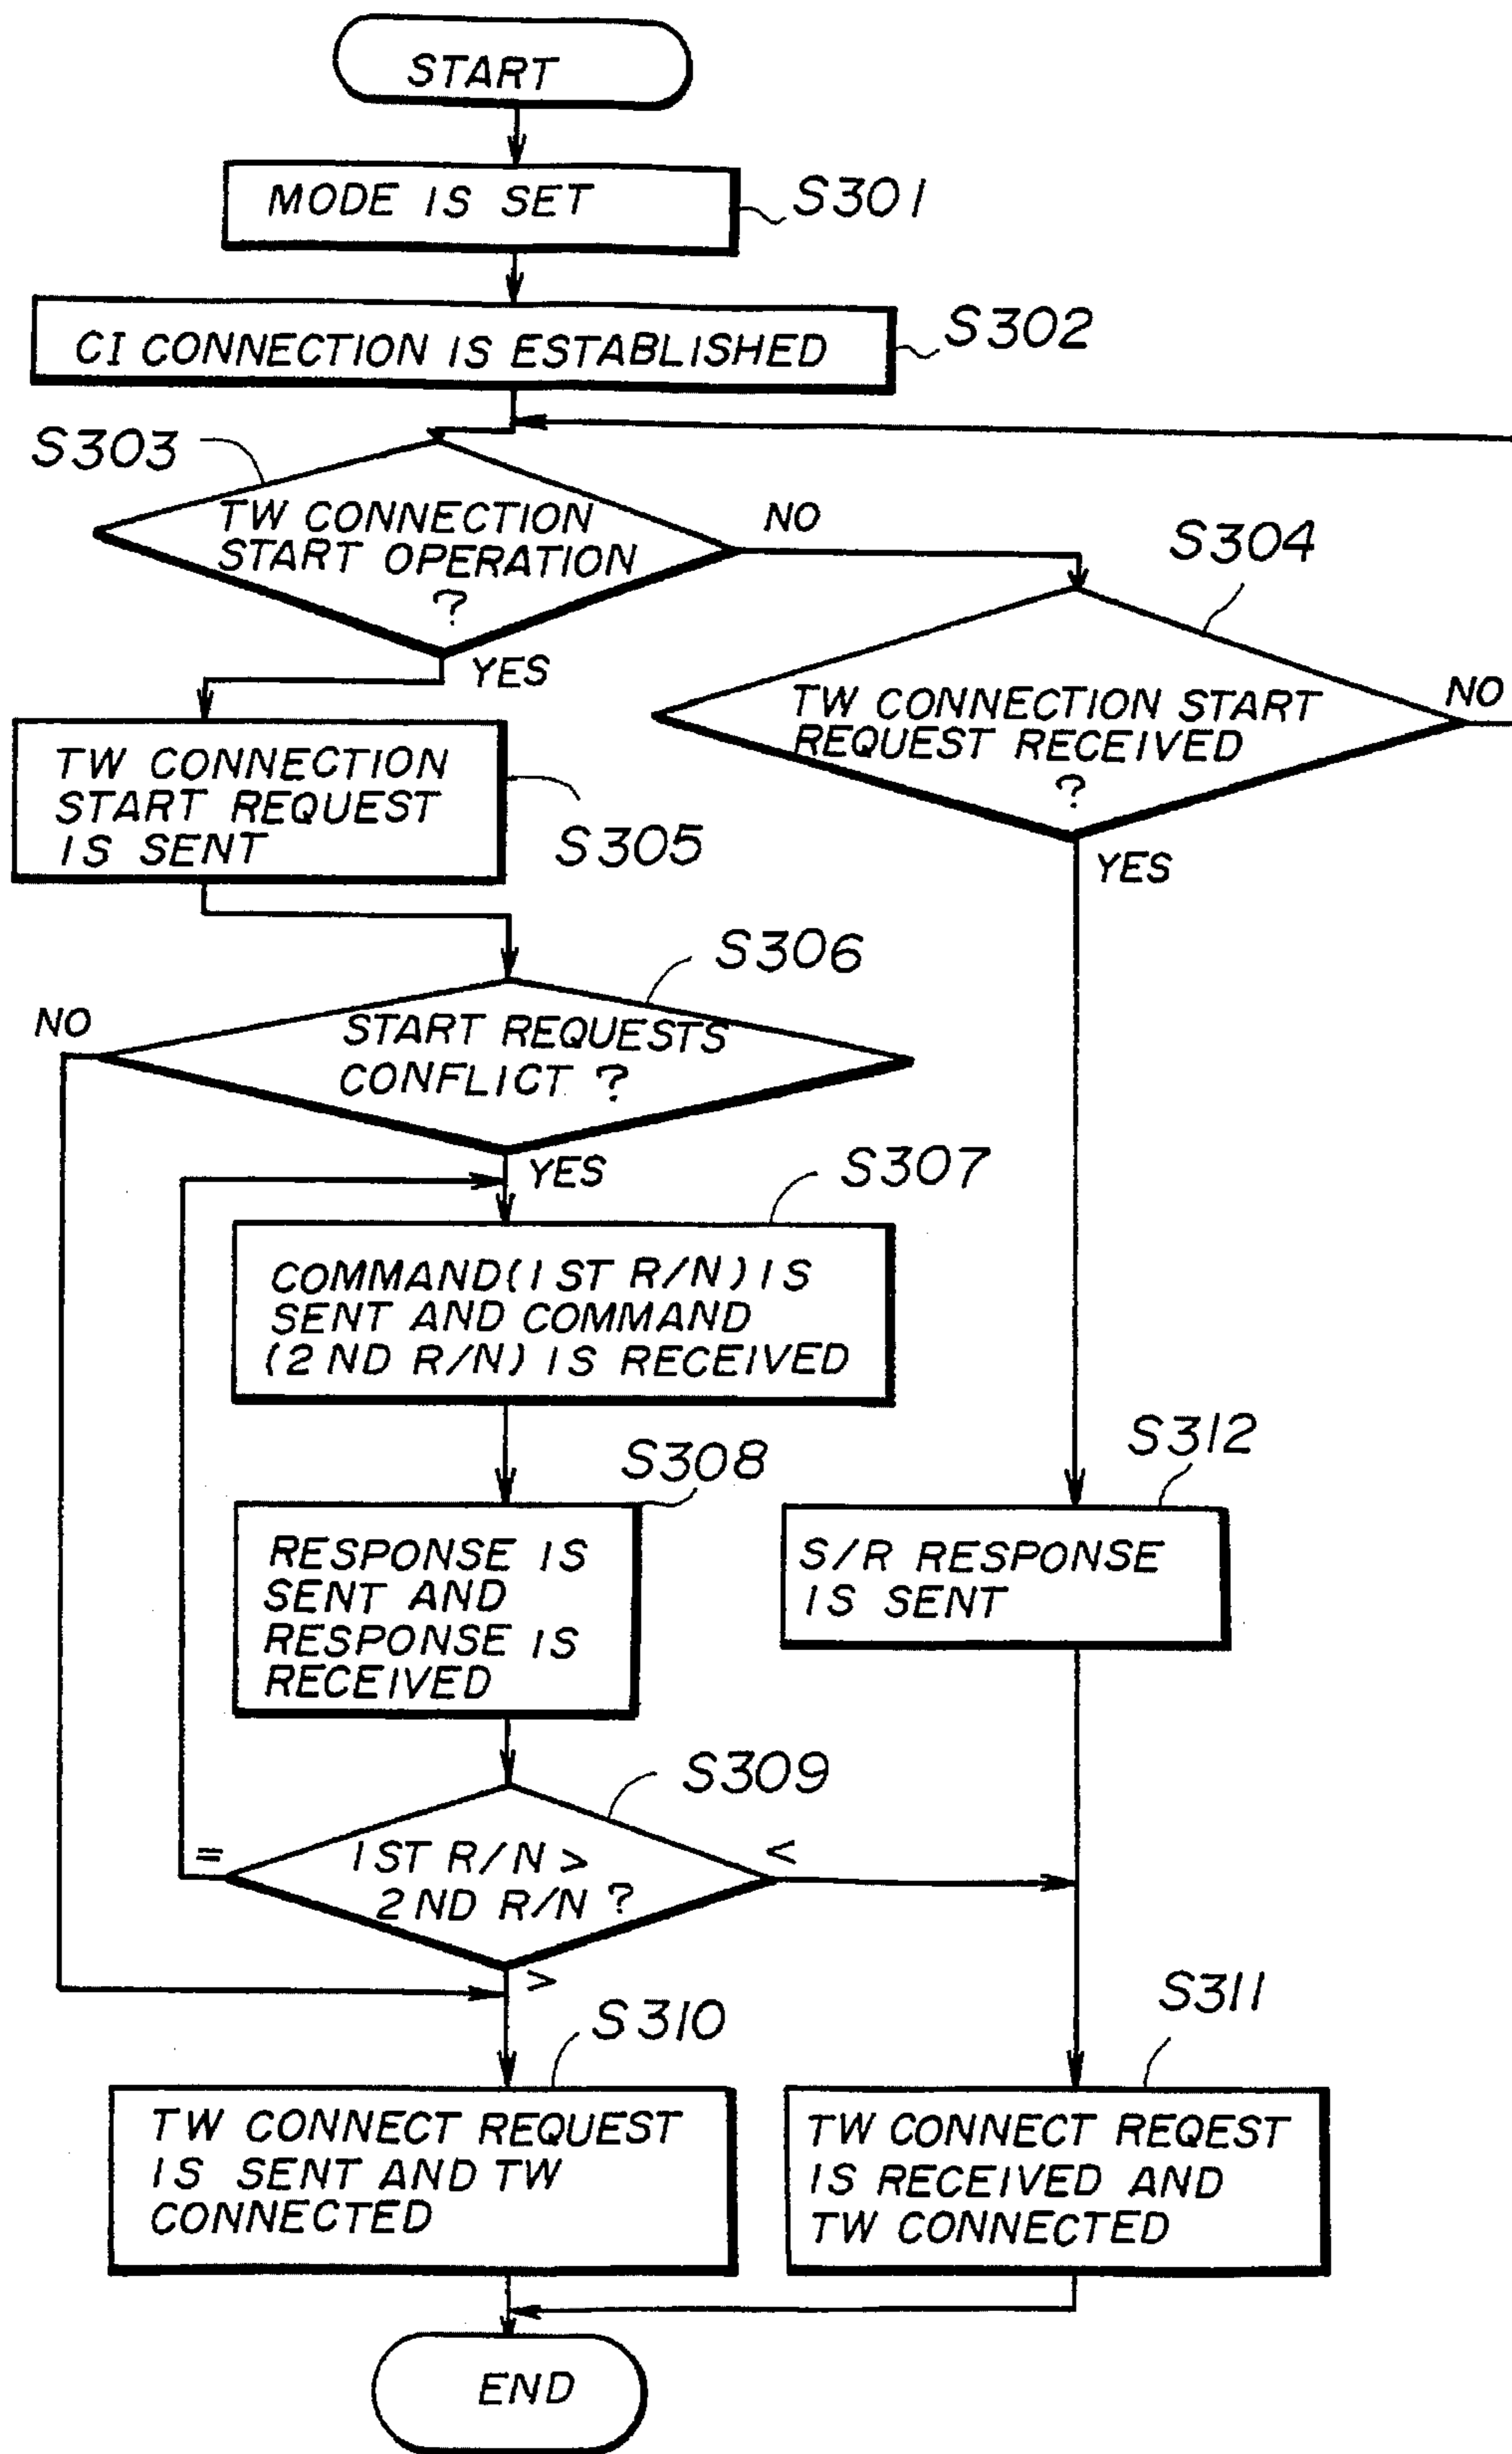 START
MODE IS SET
S301
CI CONNECTION IS ESTABLISHED
S302
S303
TW CONNECTION
START OPERATION
?
NO
YES
S304
TW CONNECTION START
REQUEST RECEIVED
?
NO
YES
TW CONNECTION
START REQUEST
IS SENT
S305
S306
NO
START REQUESTS
CONFLICT ?
YES
S307
COMMAND(1ST R/N) IS
SENT AND COMMAND
(2ND R/N) IS RECEIVED
S308
RESPONSE IS
SENT AND
RESPONSE IS
RECEIVED
S312
S/R RESPONSE
IS SENT
S309
=
1ST R/N >
2ND R/N ?
<
>
S310
TW CONNECT REQUEST
IS SENT AND TW
CONNECTED
S311
TW CONNECT REQEST
IS RECEIVED AND
TW CONNECTED
END